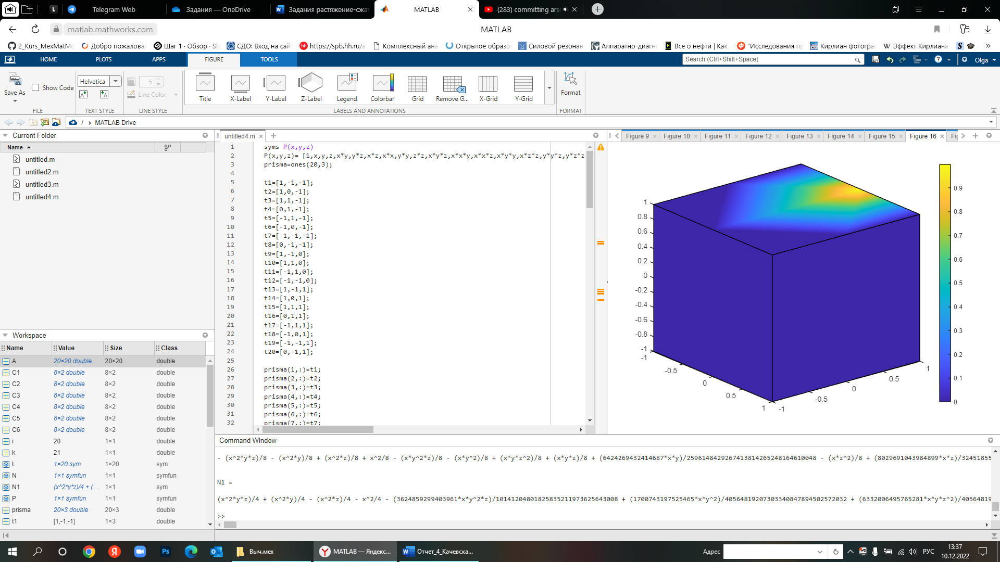 Telegram Web
Задания — OneDrive
Задания растяжение-сжат
MATLAB
(283) committing arso
matlab.mathworks.com
MATLAB
2_Kurs_MexMatMo
Добро пожаловат
Шаг 1 · Обзор · Ste
СДО: Вход на сайт
https://spb.hh.ru/a
Комплексный ана
Открытое образо
Силовой резонан
Аппаратно-диагн
Все о нефти | Как
"Исследования пр
Кирлиан фотогра
Эффект Кирлиана
HOME
PLOTS
APPS
FIGURE
TOOLS
Search (Ctrl+Shift+Space)
Olga
Save As
Show Code
Helvetica
5
Line Color
Title
X-Label
Y-Label
Z-Label
Legend
Colorbar
Grid
Remove G...
X-Grid
Y-Grid
Format
FILE
TEXT STYLE
LINE STYLE
LABELS AND ANNOTATIONS
FORMAT
/ › MATLAB Drive
Current Folder
Name
untitled.m
untitled2.m
untitled3.m
untitled4.m
Workspace
Name Value Size Class
A 20×20 double 20×20 double
C1 8×2 double 8×2 double
C2 8×2 double 8×2 double
C3 8×2 double 8×2 double
C4 8×2 double 8×2 double
C5 8×2 double 8×2 double
C6 8×2 double 8×2 double
i 20 1×1 double
k 21 1×1 double
L 1×20 sym 1×20 sym
N 1×1 symfun 1×1 symfun
N1 (x^2*y*z)/4 + (... 1×1 sym
P 1×1 symfun 1×1 symfun
prisma 20×3 double 20×3 double
t1 [1,-1,-1] 1×3 double
untitled4.m
1 syms P(x,y,z)
2 P(x,y,z)= [1,x,y,z,x*y,y*z,x*z,x*x,y*y,z*z,x*y*z,x*x*y,x*x*z,x*y*y,x*z*z,y*y*z,y*z*z
3 prisma=ones(20,3);
4
5 t1=[1,-1,-1];
6 t2=[1,0,-1];
7 t3=[1,1,-1];
8 t4=[0,1,-1];
9 t5=[-1,1,-1];
10 t6=[-1,0,-1];
11 t7=[-1,-1,-1];
12 t8=[0,-1,-1];
13 t9=[1,-1,0];
14 t10=[1,1,0];
15 t11=[-1,1,0];
16 t12=[-1,-1,0];
17 t13=[1,-1,1];
18 t14=[1,0,1];
19 t15=[1,1,1];
20 t16=[0,1,1];
21 t17=[-1,1,1];
22 t18=[-1,0,1];
23 t19=[-1,-1,1];
24 t20=[0,-1,1];
25
26 prisma(1,:)=t1;
27 prisma(2,:)=t2;
28 prisma(3,:)=t3;
29 prisma(4,:)=t4;
30 prisma(5,:)=t5;
31 prisma(6,:)=t6;
32 prisma(7,:)=t7;
Figure 9
Figure 10
Figure 11
Figure 12
Figure 13
Figure 14
Figure 15
Figure 16
Fig
1
0.8
0.6
0.4
0.2
0
-0.2
-0.4
-0.6
-0.8
-1
-1
-0.5
0
0.5
1
-1
-0.5
0
0.5
1
0.9
0.8
0.7
0.6
0.5
0.4
0.3
0.2
0.1
0
Command Window
- (x^2*y*z)/8 - (x^2*y)/8 + (x^2*z)/8 + x^2/8 - (x*y^2*z)/8 - (x*y^2)/8 + (x*y*z^2)/8 + (x*y*z)/8 + (6424269432414687*x*y)/25961484292674138142652481646100​48 - (x*z^2)/8 + (8029691043984899*x*z)/32451855
N1 =
(x^2*y*z)/4 + (x^2*y)/4 - (x^2*z)/4 - x^2/4 - (3624859299403961*x*y^2*z)/10141204801825835211973625643008 + (1700743197525465*x*y^2)/40564819207303340847894502572032 + (6332006495765281*x*y*z^2)/40564819
>>
Выч.мех
MATLAB — Яндекс...
Отчет_4_Качевска...
Адрес
РУС
13:37
10.12.2022